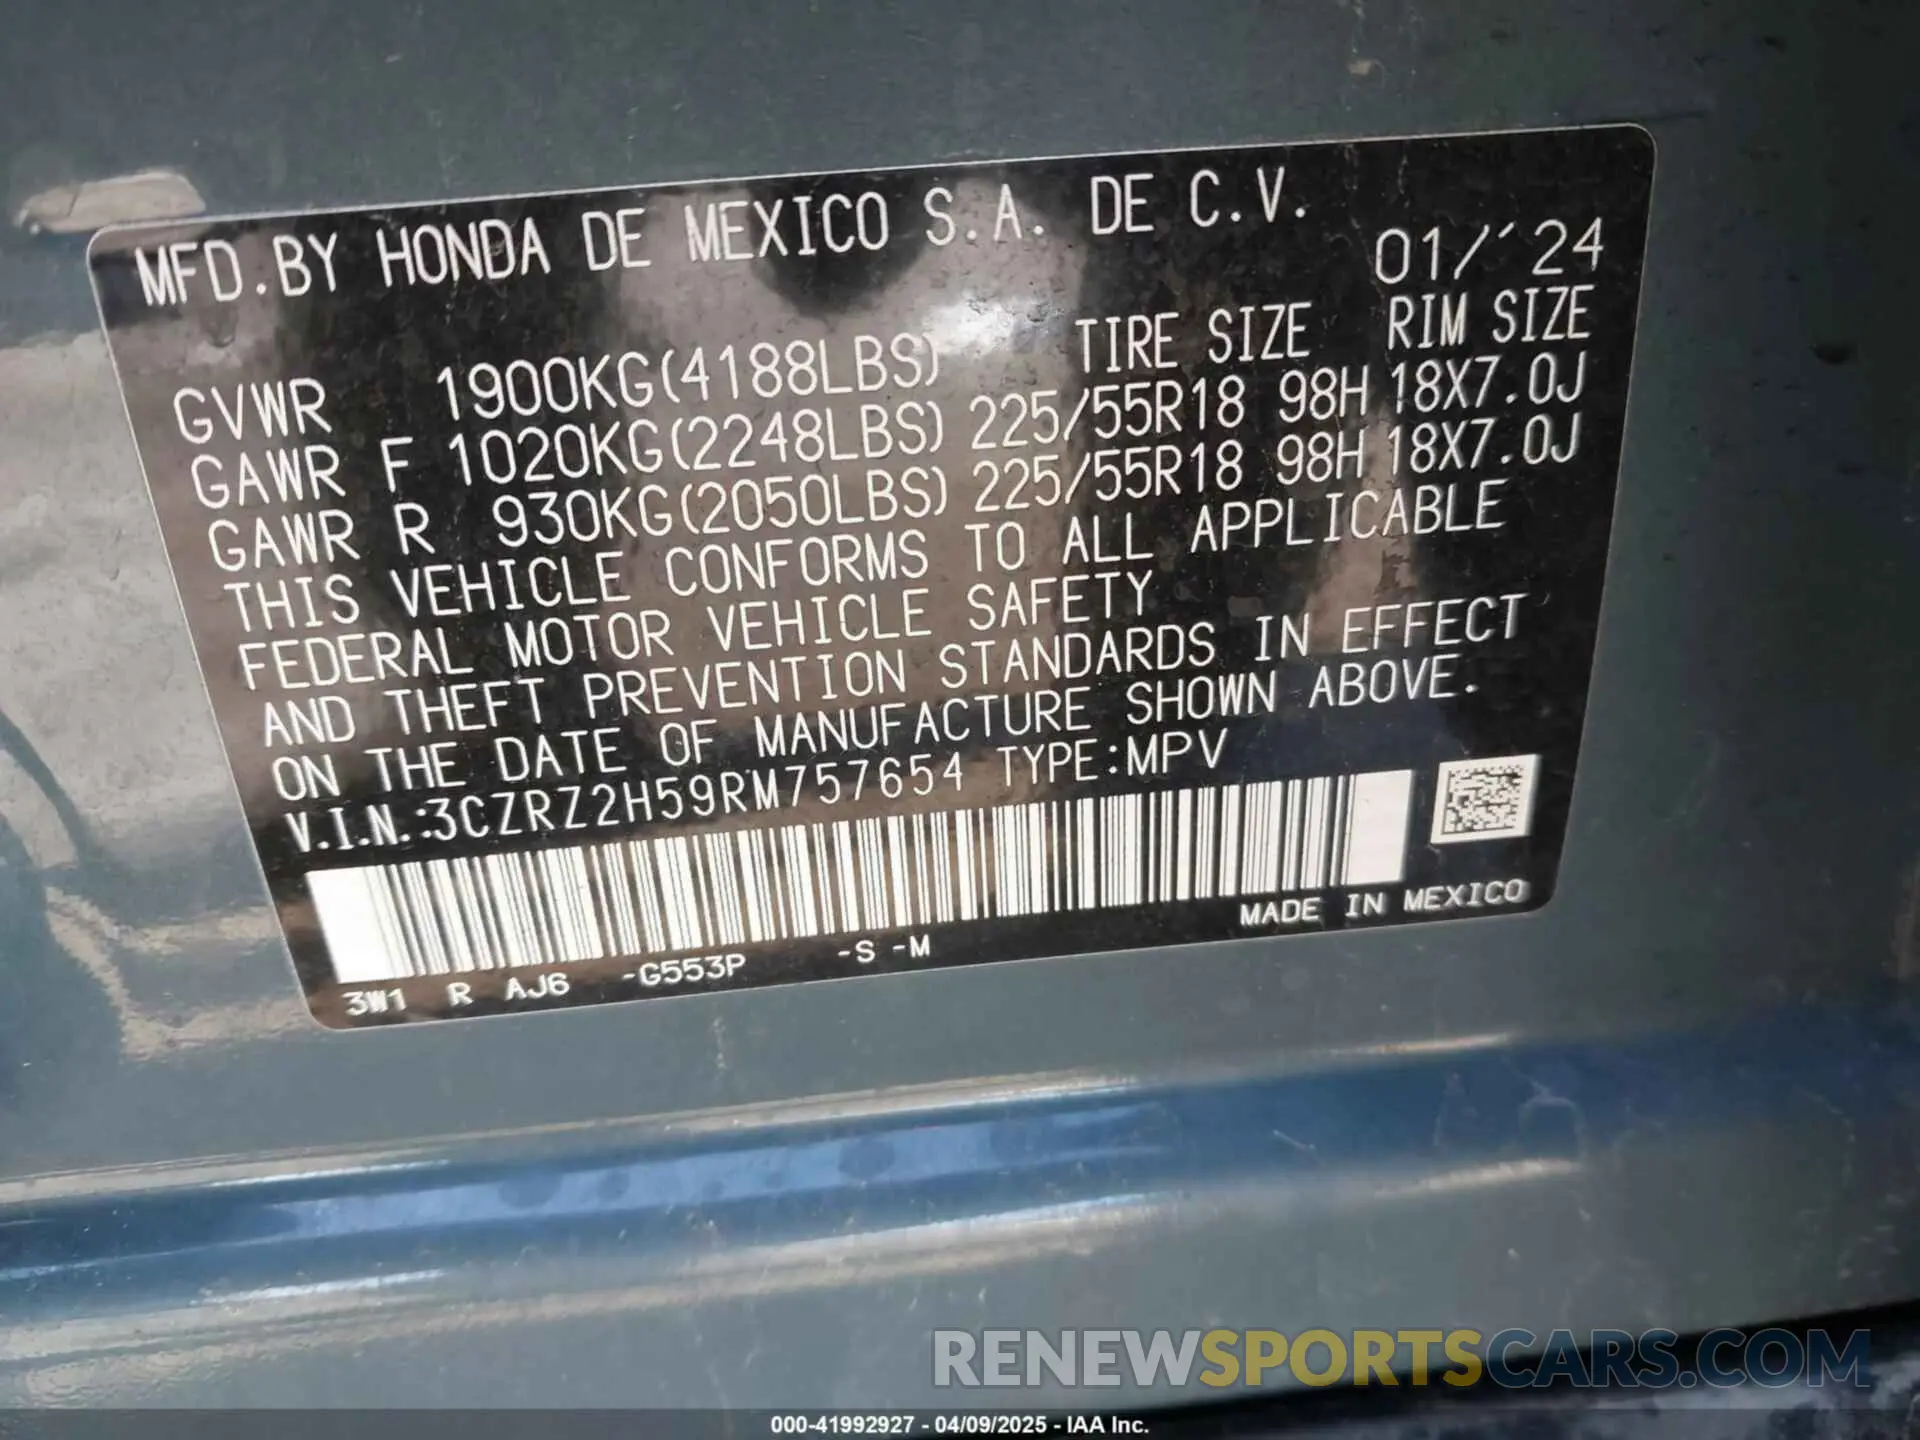 MFD.BY HONDA DE MEXICO S.A. DE C.V.
01/´24
TIRE SIZE RIM SIZE
GVWR 1900KG(4188LBS)
GAWR F 1020KG(2248LBS) 225/55R18 98H 18X7.0J
GAWR R 930KG(2050LBS) 225/55R18 98H 18X7.0J
THIS VEHICLE CONFORMS TO ALL APPLICABLE
FEDERAL MOTOR VEHICLE SAFETY
AND THEFT PREVENTION STANDARDS IN EFFECT
ON THE DATE OF MANUFACTURE SHOWN ABOVE.
V.I.N.:3CZRZ2H59RM757654 TYPE:MPV
MADE IN MEXICO
3W1 R AJ6 -G553P -S -M
RENEWSPORTSCARS.COM
000-41992927 - 04/09/2025 - IAA Inc.